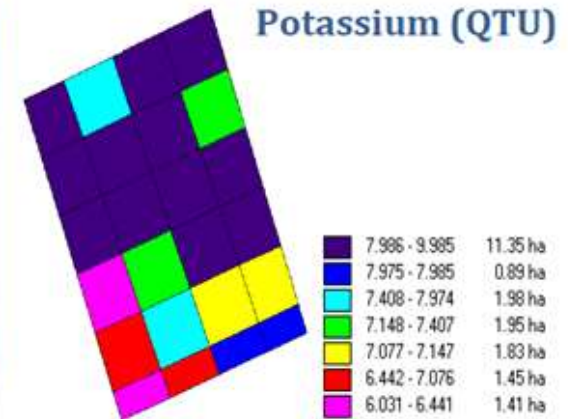 Potassium (QTU)
7.986 - 9.985 11.35 ha
7.975 - 7.985 0.89 ha
7.408 - 7.974 1.98 ha
7.148 - 7.407 1.95 ha
7.077 - 7.147 1.83 ha
6.442 - 7.076 1.45 ha
6.031 - 6.441 1.41 ha